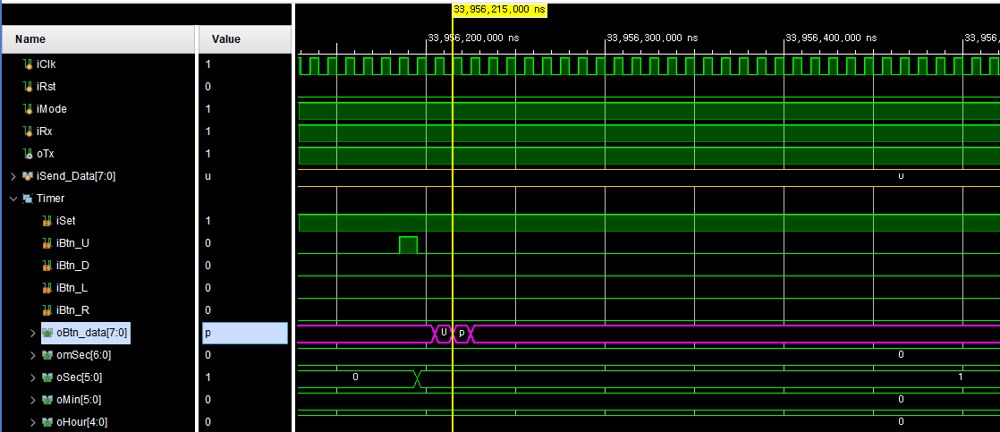 33,956,215.000 ns
Name Value
33,956,200.000 ns 33,956,300.000 ns 33,956,400.000 ns 33,956,
iClk 1
iRst 0
iMode 1
iRx 1
oTx 1
iSend_Data[7:0] u u
Timer
iSet 1
iBtn_U 0
iBtn_D 0
iBtn_L 0
iBtn_R 0
oBtn_data[7:0] p U p
omSec[6:0] 0 0
oSec[5:0] 1 0 1
oMin[5:0] 0 0
oHour[4:0] 0 0